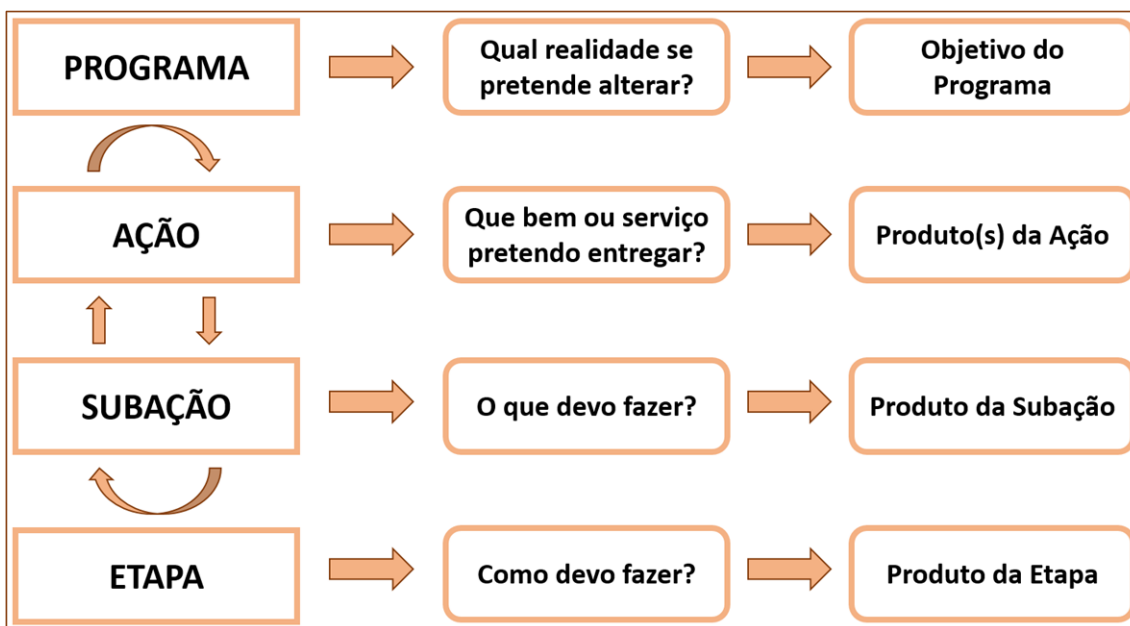 PROGRAMA
Qual realidade se
pretende alterar?
Objetivo do
Programa
AÇÃO
Que bem ou serviço
pretendo entregar?
Produto(s) da Ação
SUBAÇÃO
O que devo fazer?
Produto da Subação
ETAPA
Como devo fazer?
Produto da Etapa